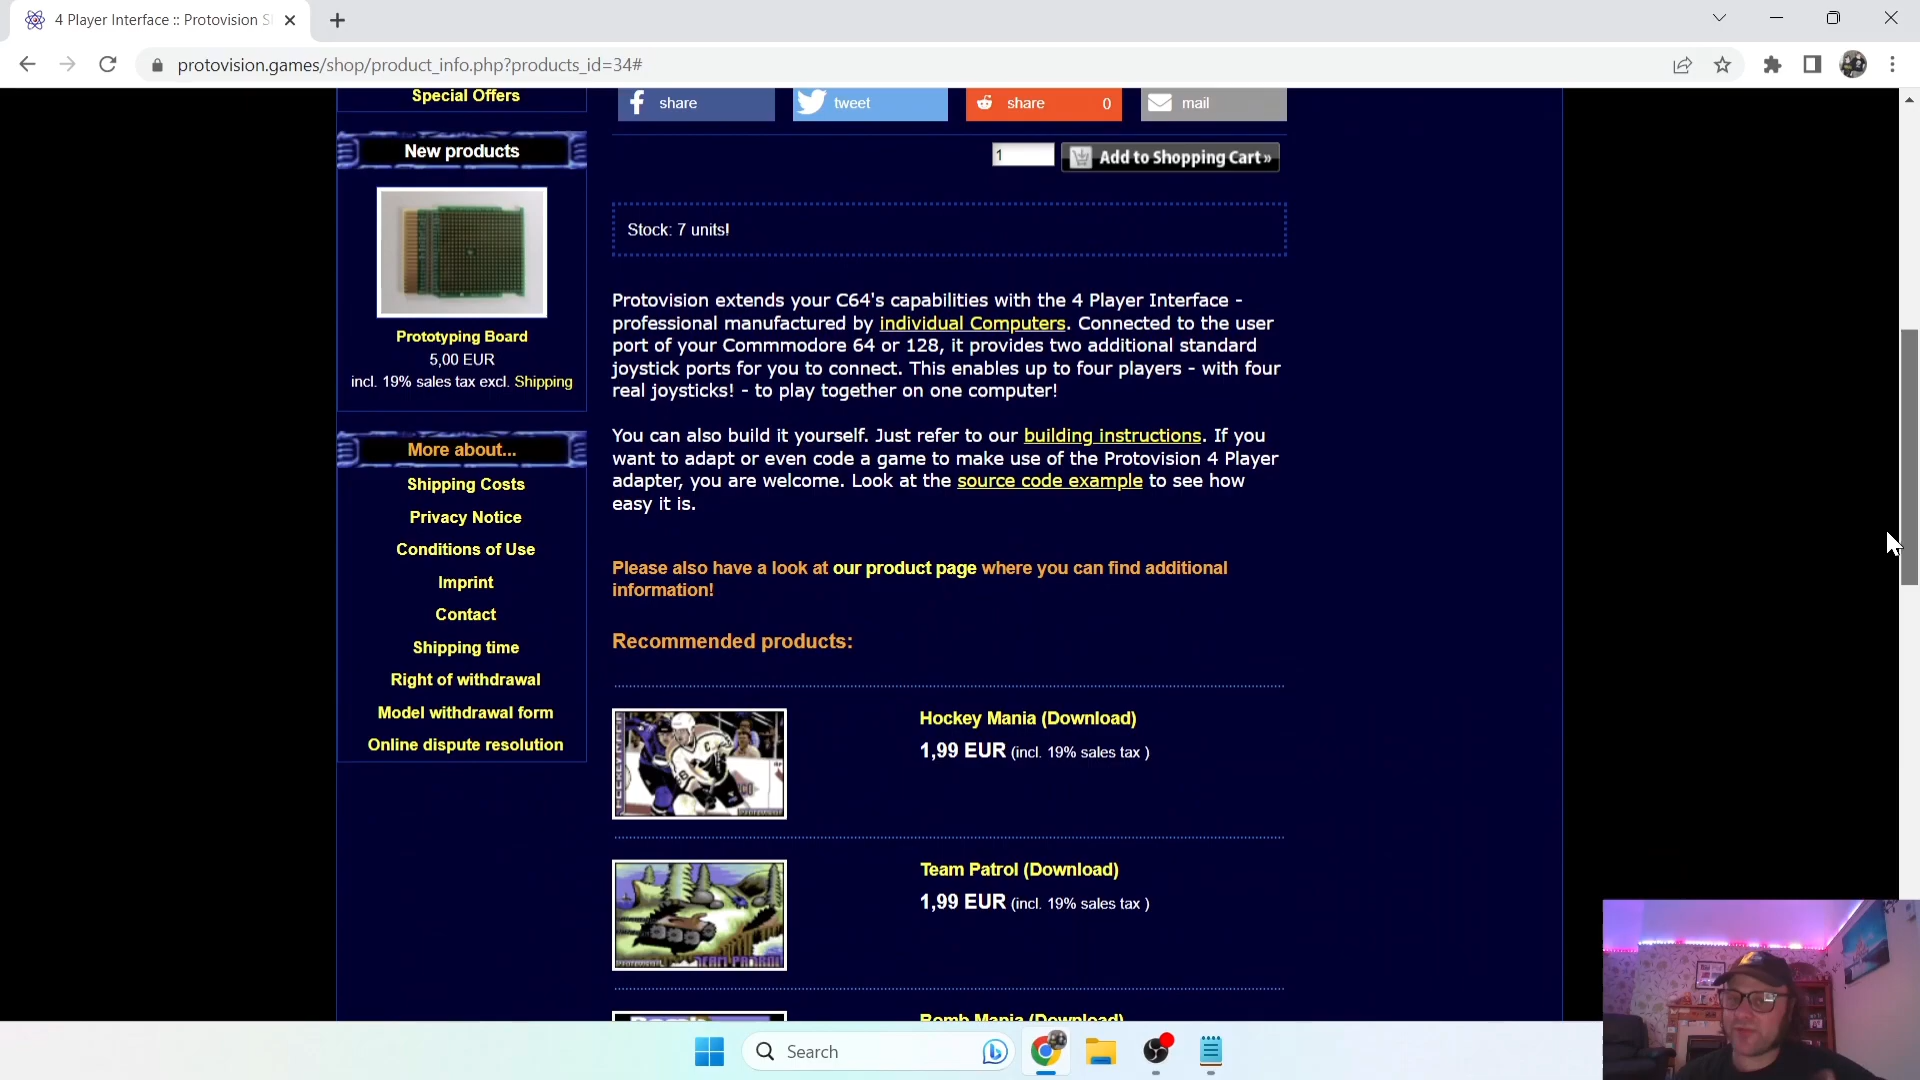 4 Player Interface :: Protovision S
protovision.games/shop/product_info.php?products_id=34#
Special Offers
share
tweet
share 0
mail
New products
1
Add to Shopping Cart »
Stock: 7 units!
Prototyping Board
5,00 EUR
incl. 19% sales tax excl. Shipping
Protovision extends your C64's capabilities with the 4 Player Interface -
professional manufactured by individual Computers. Connected to the user
port of your Commmodore 64 or 128, it provides two additional standard
joystick ports for you to connect. This enables up to four players - with four
real joysticks! - to play together on one computer!
You can also build it yourself. Just refer to our building instructions. If you
want to adapt or even code a game to make use of the Protovision 4 Player
adapter, you are welcome. Look at the source code example to see how
easy it is.
More about...
Shipping Costs
Privacy Notice
Conditions of Use
Imprint
Contact
Shipping time
Right of withdrawal
Model withdrawal form
Online dispute resolution
Please also have a look at our product page where you can find additional
information!
Recommended products:
Hockey Mania (Download)
1,99 EUR (incl. 19% sales tax )
Team Patrol (Download)
1,99 EUR (incl. 19% sales tax )
TEAM PATROL
Bomb Mania (Download)
Search